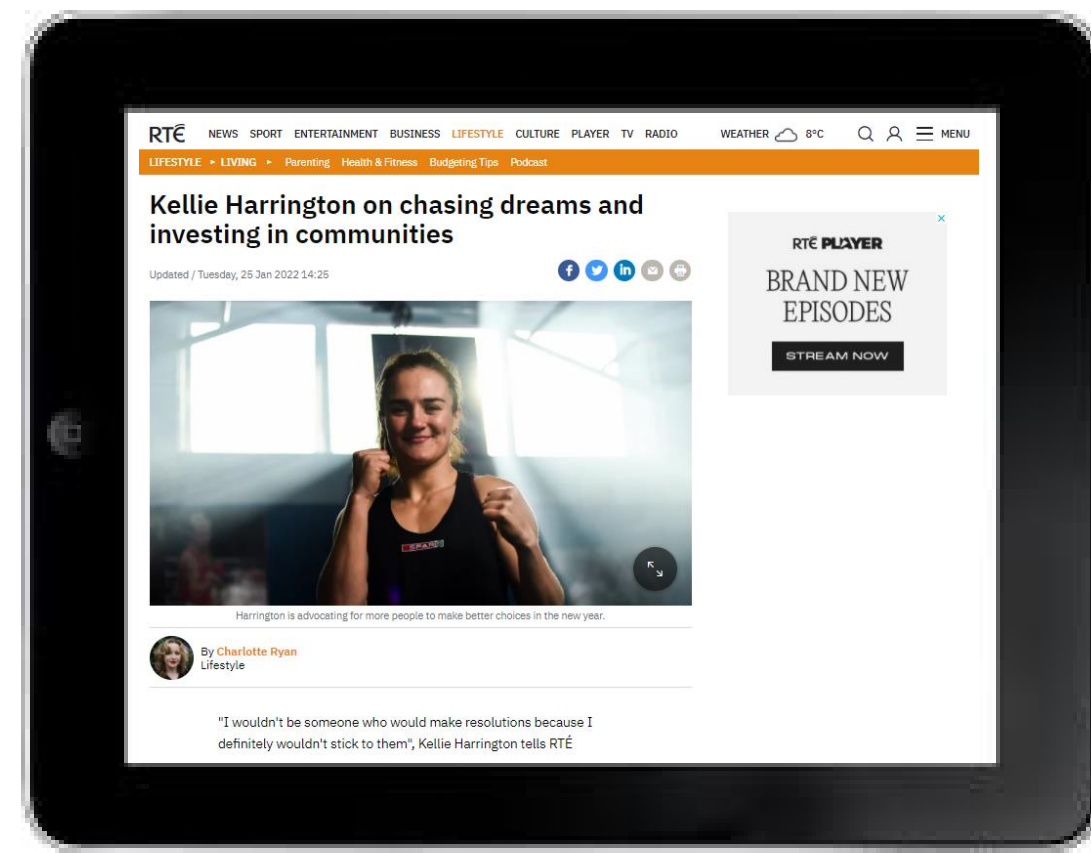 RTÉ NEWS SPORT ENTERTAINMENT BUSINESS LIFESTYLE CULTURE PLAYER TV RADIO WEATHER 8°C MENU
LIFESTYLE ▸ LIVING ▸ Parenting Health & Fitness Budgeting Tips Podcast
Kellie Harrington on chasing dreams and
investing in communities
Updated / Tuesday, 25 Jan 2022 14:25
SPAR
Harrington is advocating for more people to make better choices in the new year.
By Charlotte Ryan
Lifestyle
"I wouldn't be someone who would make resolutions because I
definitely wouldn't stick to them", Kellie Harrington tells RTÉ
RTÉ PLAYER
BRAND NEW
EPISODES
STREAM NOW